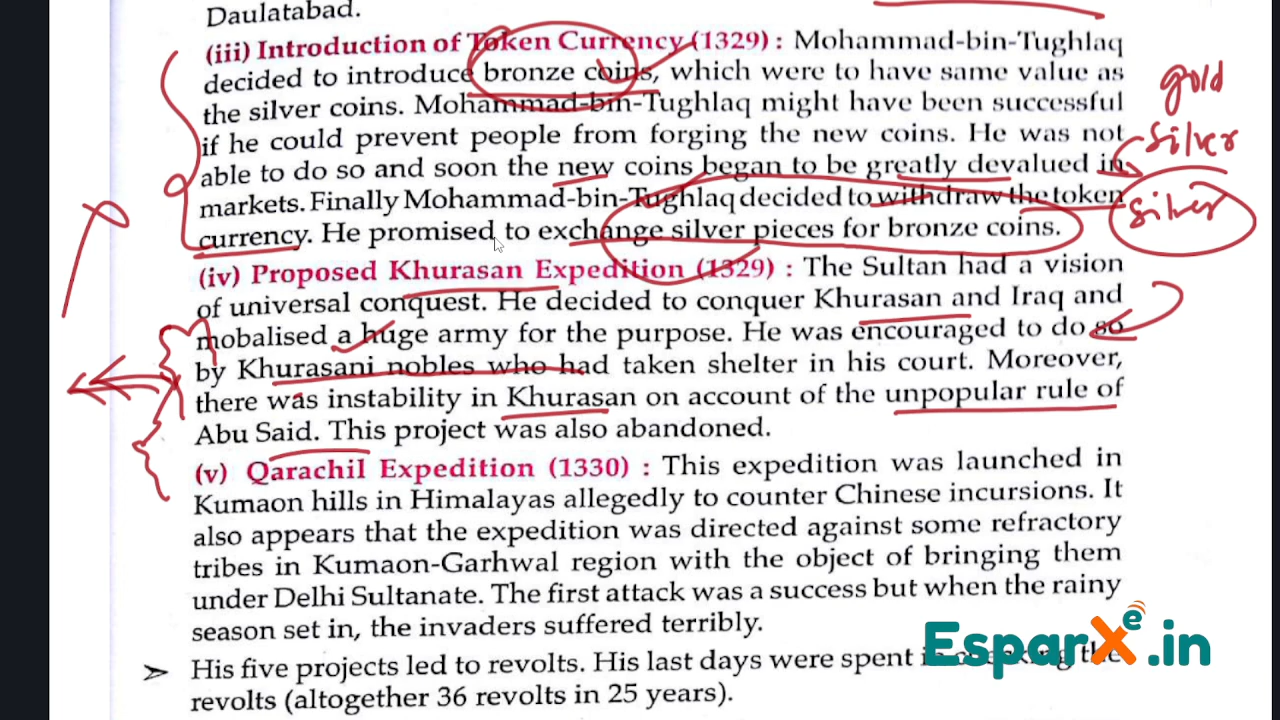 Daulatabad.
(iii) Introduction of Token Currency (1329) : Mohammad-bin-Tughlaq
decided to introduce bronze coins, which were to have same value as
the silver coins. Mohammad-bin-Tughlaq might have been successful
if he could prevent people from forging the new coins. He was not
able to do so and soon the new coins began to be greatly devalued in
markets. Finally Mohammad-bin-Tughlaq decided to withdraw the token
currency. He promised to exchange silver pieces for bronze coins.
gold
silver
silver
(iv) Proposed Khurasan Expedition (1329) : The Sultan had a vision
of universal conquest. He decided to conquer Khurasan and Iraq and
mobalised a huge army for the purpose. He was encouraged to do so
by Khurasani nobles who had taken shelter in his court. Moreover,
there was instability in Khurasan on account of the unpopular rule of
Abu Said. This project was also abandoned.
(v) Qarachil Expedition (1330) : This expedition was launched in
Kumaon hills in Himalayas allegedly to counter Chinese incursions. It
also appears that the expedition was directed against some refractory
tribes in Kumaon-Garhwal region with the object of bringing them
under Delhi Sultanate. The first attack was a success but when the rainy
season set in, the invaders suffered terribly.
➢ His five projects led to revolts. His last days were spent the
revolts (altogether 36 revolts in 25 years).
EsparXe.in